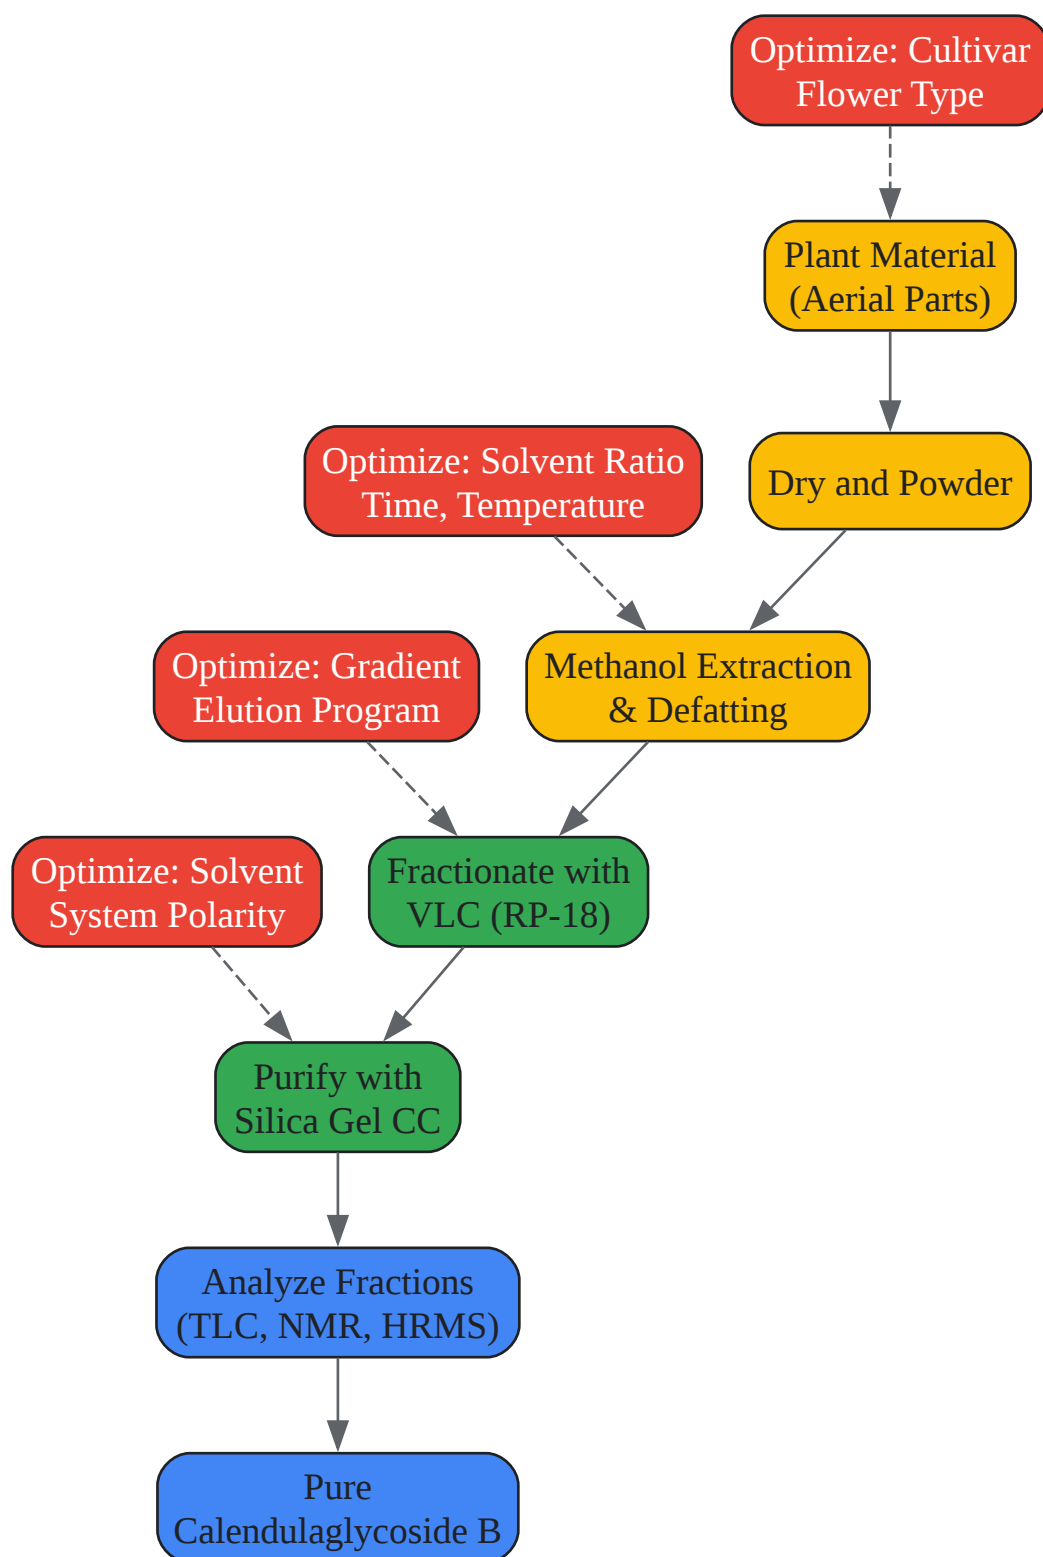 Optimize: Cultivar
Flower Type
Plant Material
(Aerial Parts)
Optimize: Solvent Ratio
Time, Temperature
Dry and Powder
Optimize: Gradient
Elution Program
Methanol Extraction
& Defatting
Optimize: Solvent
System Polarity
Fractionate with
VLC (RP-18)
Purify with
Silica Gel CC
Analyze Fractions
(TLC, NMR, HRMS)
Pure
Calendulaglycoside B